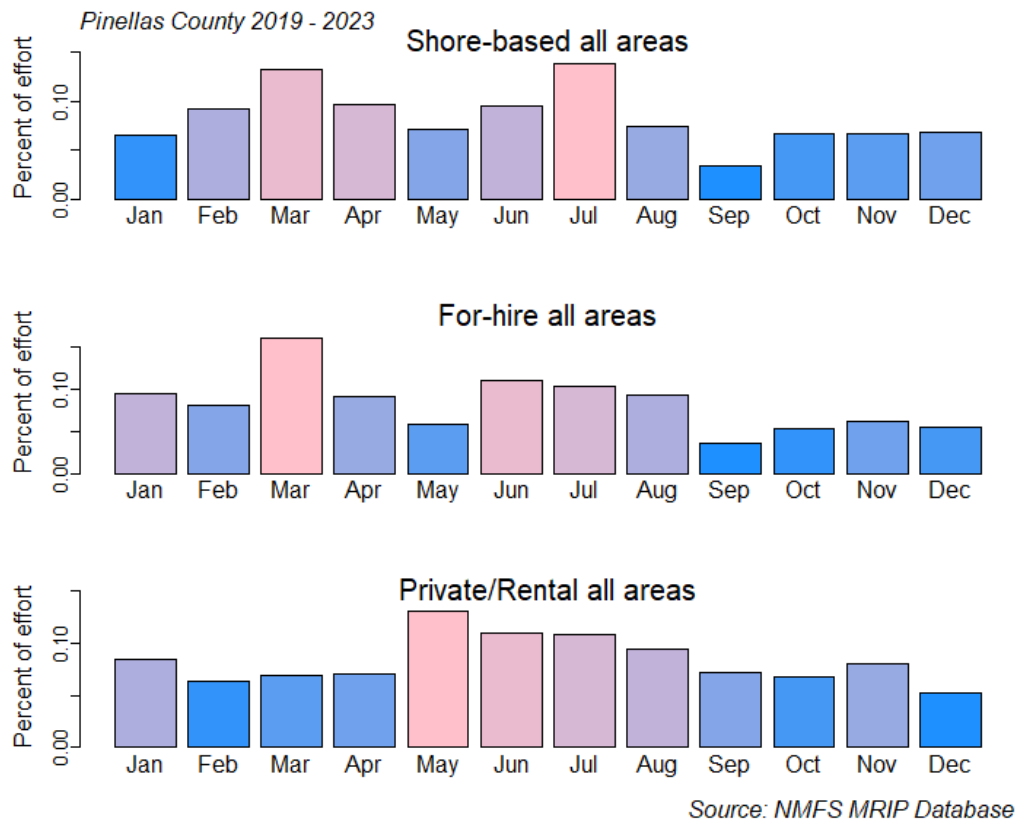 Pinellas County 2019 - 2023
Shore-based all areas
Percent of effort
0.10
0.00
Jan Feb Mar Apr May Jun Jul Aug Sep Oct Nov Dec
For-hire all areas
Percent of effort
0.10
0.00
Jan Feb Mar Apr May Jun Jul Aug Sep Oct Nov Dec
Private/Rental all areas
Percent of effort
0.10
0.00
Jan Feb Mar Apr May Jun Jul Aug Sep Oct Nov Dec
Source: NMFS MRIP Database